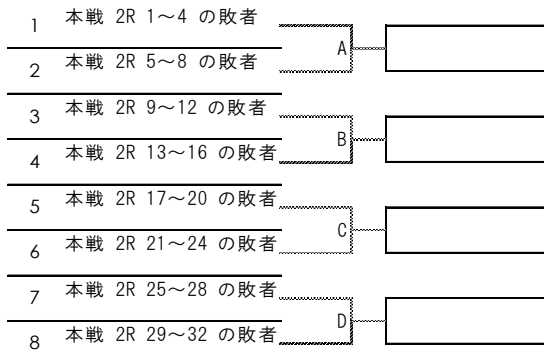 1 本戦 2R 1～4 の敗者
A
2 本戦 2R 5～8 の敗者
3 本戦 2R 9～12 の敗者
B
4 本戦 2R 13～16 の敗者
5 本戦 2R 17～20 の敗者
C
6 本戦 2R 21～24 の敗者
7 本戦 2R 25～28 の敗者
D
8 本戦 2R 29～32 の敗者